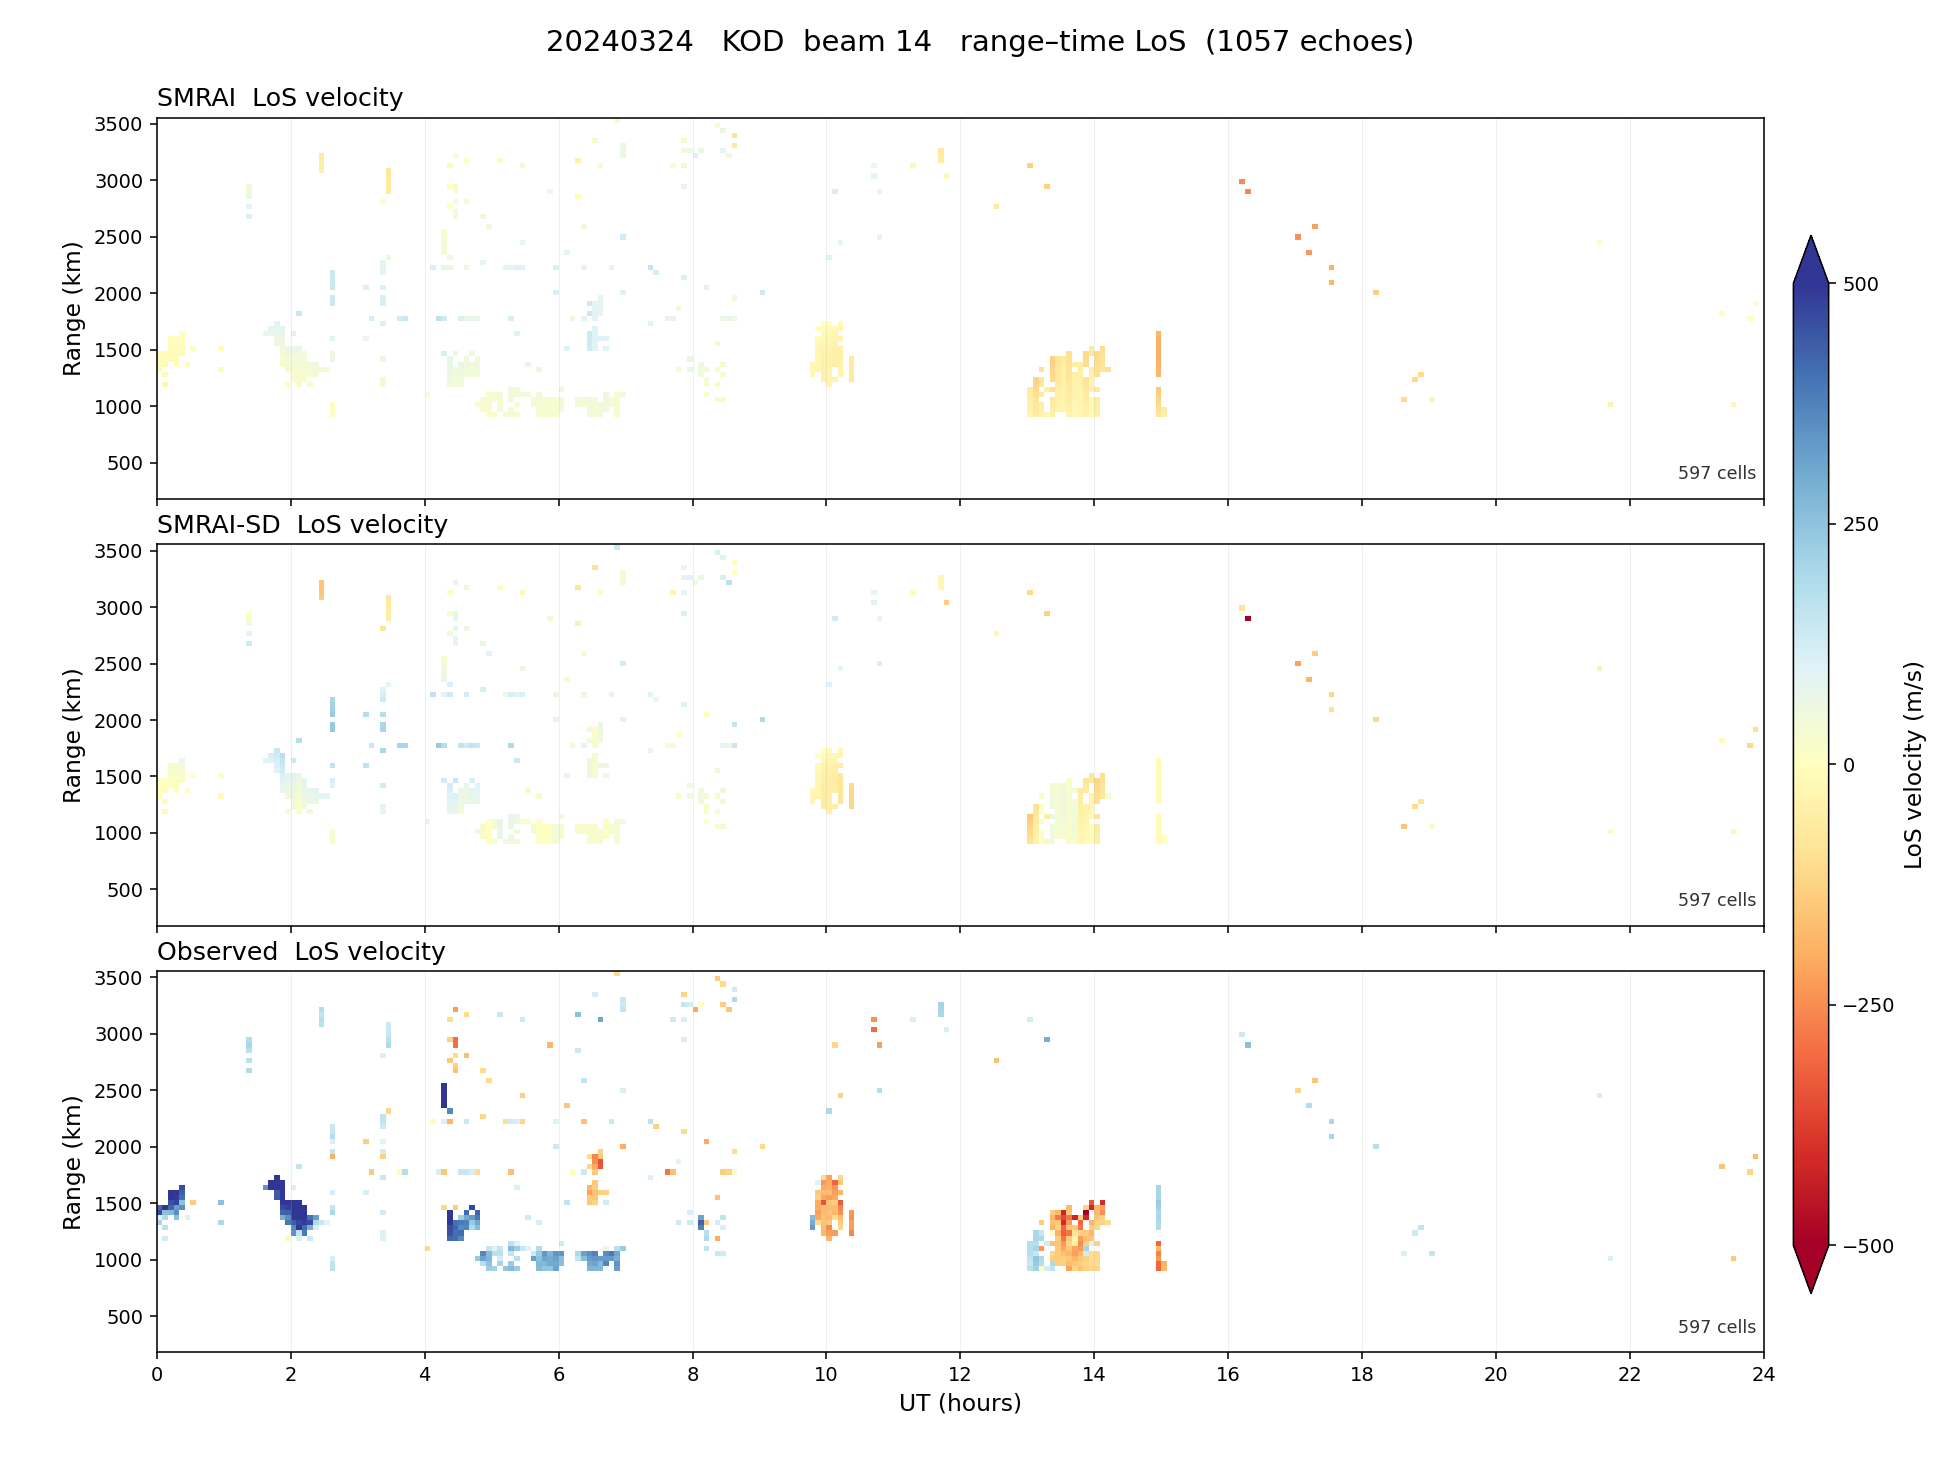 20240324   KOD  beam 14   range–time LoS  (1057 echoes)
SMRAI  LoS velocity
3500
3000
2500
2000
1500
1000
500
Range (km)
597 cells
SMRAI-SD  LoS velocity
3500
3000
2500
2000
1500
1000
500
Range (km)
597 cells
Observed  LoS velocity
3500
3000
2500
2000
1500
1000
500
Range (km)
597 cells
0 2 4 6 8 10 12 14 16 18 20 22 24
UT (hours)
500
250
0
−250
−500
LoS velocity (m/s)